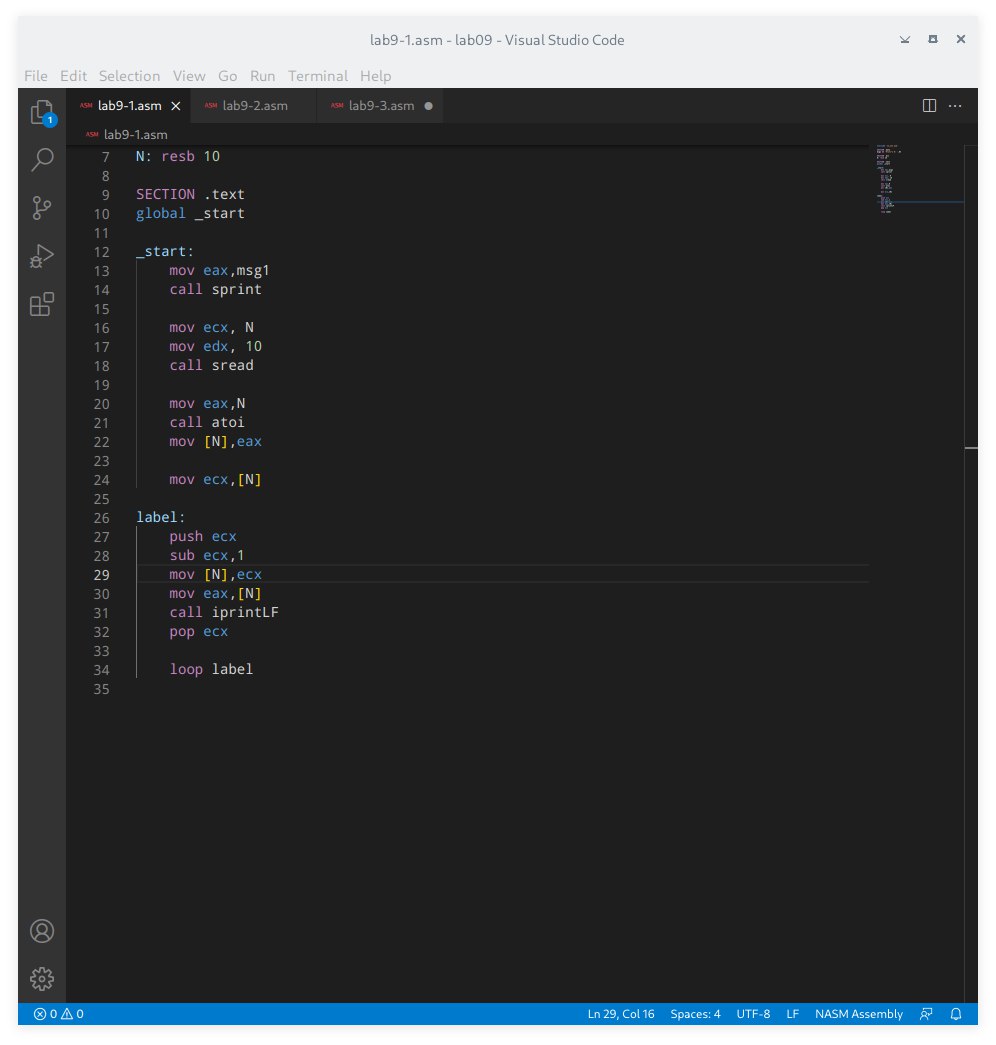 lab9-1.asm - lab09 - Visual Studio Code
File Edit Selection View Go Run Terminal Help
1
ASM lab9-1.asm ASM lab9-2.asm ASM lab9-3.asm
ASM lab9-1.asm
7 N: resb 10
8
9 SECTION .text
10 global _start
11
12 _start:
13 mov eax,msg1
14 call sprint
15
16 mov ecx, N
17 mov edx, 10
18 call sread
19
20 mov eax,N
21 call atoi
22 mov [N],eax
23
24 mov ecx,[N]
25
26 label:
27 push ecx
28 sub ecx,1
29 mov [N],ecx
30 mov eax,[N]
31 call iprintLF
32 pop ecx
33
34 loop label
35
0 0 Ln 29, Col 16 Spaces: 4 UTF-8 LF NASM Assembly